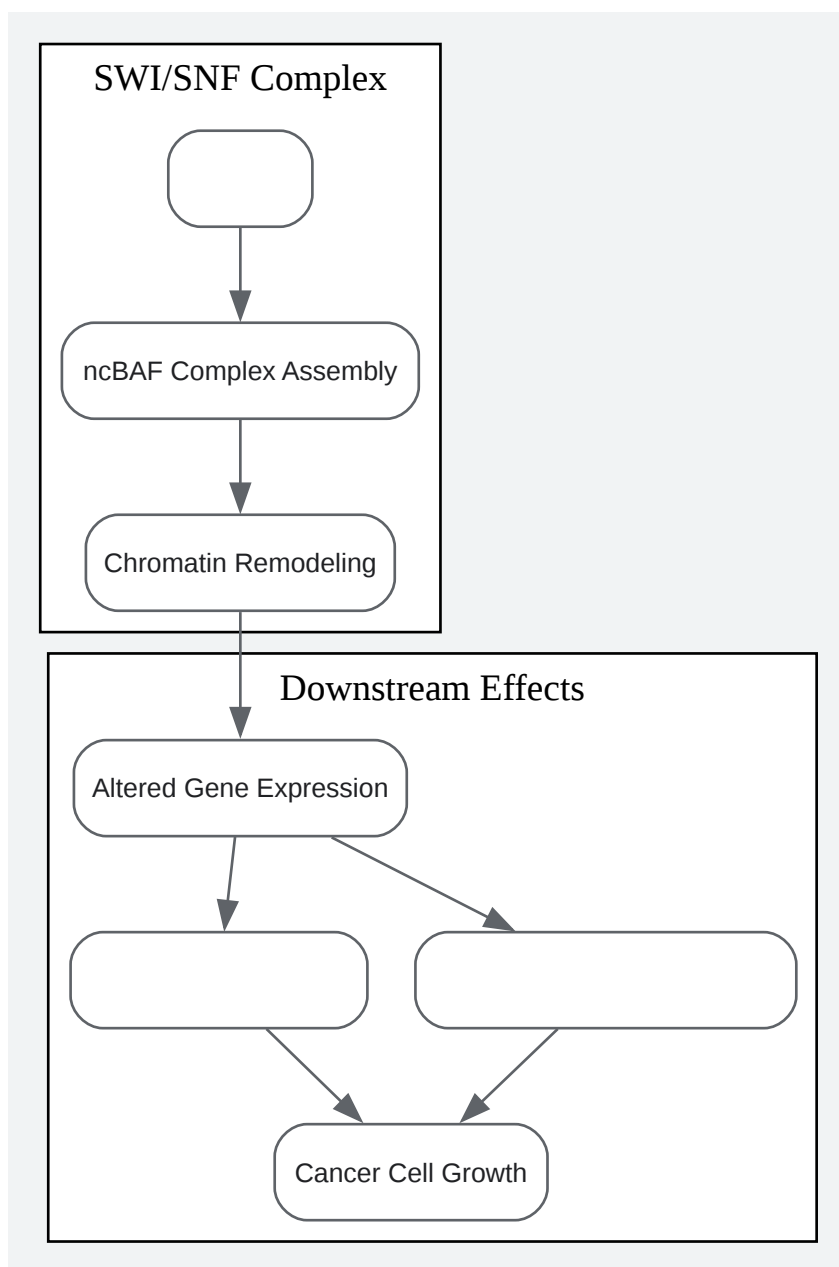 SWI/SNF Complex
ncBAF Complex Assembly
Chromatin Remodeling
Downstream Effects
Altered Gene Expression
Cancer Cell Growth